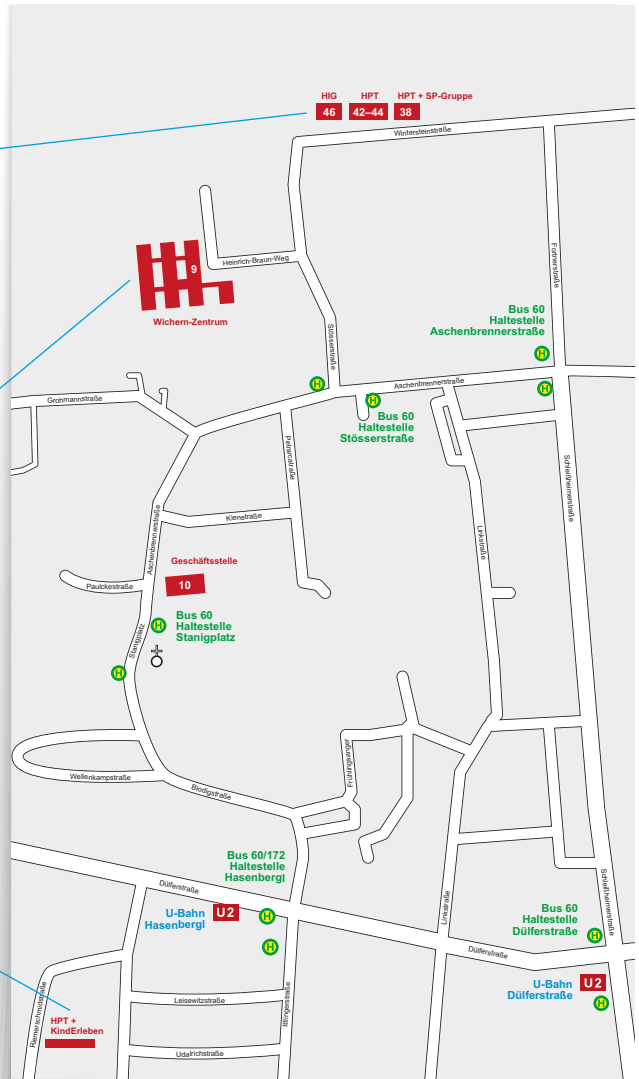 HIG HPT HPT + SP-Gruppe
46 42–44 38
Wintersteinstraße
9
Heinrich-Braun-Weg
Fortnerstraße
Wichern-Zentrum
Bus 60
Haltestelle
Aschenbrennerstraße
H
Stösserstraße
H
Aschenbrennerstraße
H
H
Grohmannstraße
Bus 60
Haltestelle
Stösserstraße
Petrarcastraße
Schleißheimerstraße
Kienestraße
Aschenbrennerstraße
Linkstraße
Geschäftsstelle
10
Paulckestraße
Bus 60
Haltestelle
Stanigplatz
H
Stanigplatz
H
Frühlingsanger
Wellenkampstraße
Blodigstraße
Bus 60/172
Haltestelle
Hasenbergl
Dülferstraße
U-Bahn
Hasenbergl
U2
H
H
Linkstraße
Schleißheimerstraße
Bus 60
Haltestelle
Dülferstraße
H
Dülferstraße
U-Bahn
Dülferstraße
U2
H
Leisewitzstraße
Ittlingerstraße
Riemerschmidstraße
HPT +
KindErleben
Udalrichstraße